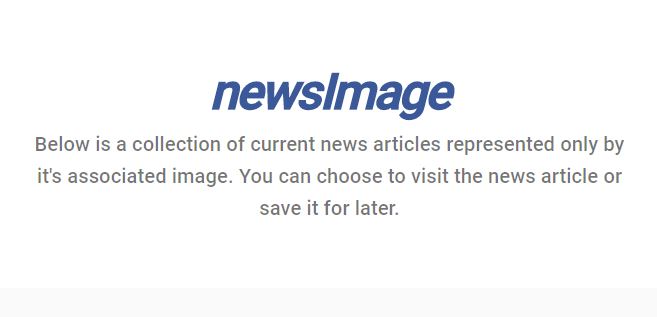 newsImage
Below is a collection of current news articles represented only by
it's associated image. You can choose to visit the news article or
save it for later.